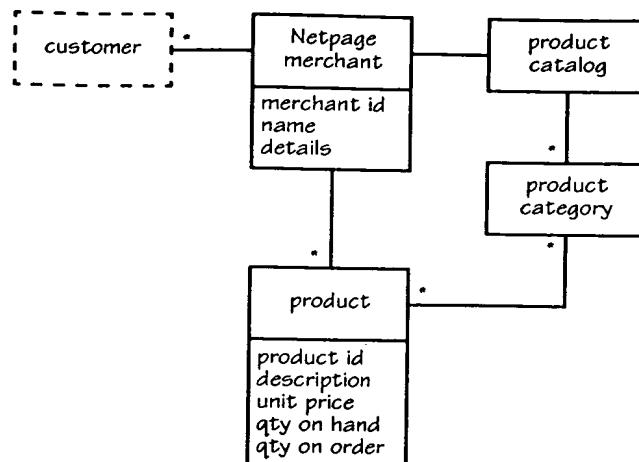 customer
*
Netpage
merchant
merchant id
name
details
product
catalog
*
product
category
*
*
*
product
product id
description
unit price
qty on hand
qty on order